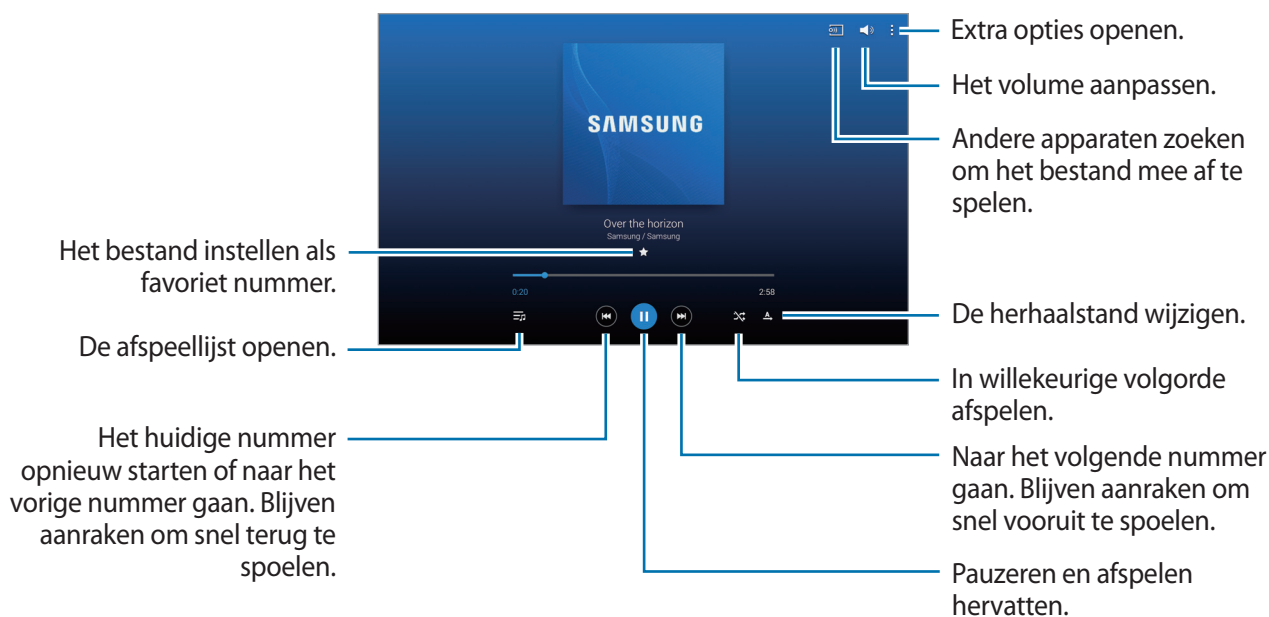 Extra opties openen.
Het volume aanpassen.
Andere apparaten zoeken
om het bestand mee af te
spelen.
SAMSUNG
Over the horizon
Samsung / Samsung
Het bestand instellen als
favoriet nummer.
0:20
2:58
De afspeellijst openen.
De herhaalstand wijzigen.
In willekeurige volgorde
afspelen.
Het huidige nummer
opnieuw starten of naar het
vorige nummer gaan. Blijven
aanraken om snel terug te
spoelen.
Naar het volgende nummer
gaan. Blijven aanraken om
snel vooruit te spoelen.
Pauzeren en afspelen
hervatten.